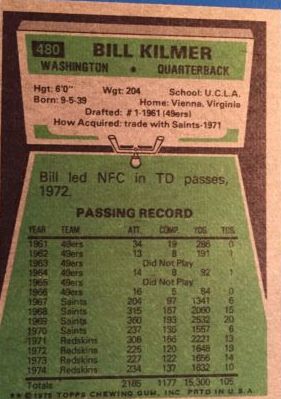 480 BILL KILMER
WASHINGTON • QUARTERBACK
Hgt: 6'0" Wgt: 204 School: U.C.L.A.
Born: 9-5-39 Home: Vienna, Virginia
Drafted: #1-1961 (49ers)
How Acquired: trade with Saints-1971
Bill led NFC in TD passes,
1972.
PASSING RECORD
YEAR TEAM ATT. COMP. YDS. TDS.
1961 49ers 34 19 286 0
1962 49ers 13 8 191 1
1963 49ers Did Not Play
1964 49ers 14 8 92 1
1965 49ers Did Not Play
1966 49ers 16 5 84 0
1967 Saints 204 97 1341 6
1968 Saints 315 167 2060 15
1969 Saints 360 193 2532 20
1970 Saints 237 135 1557 6
1971 Redskins 306 166 2221 13
1972 Redskins 225 120 1648 19
1973 Redskins 227 122 1656 14
1974 Redskins 234 137 1632 10
Totals 2185 1177 15,300 105
** © 1975 TOPPS CHEWING GUM, INC. PRTD IN U.S.A.